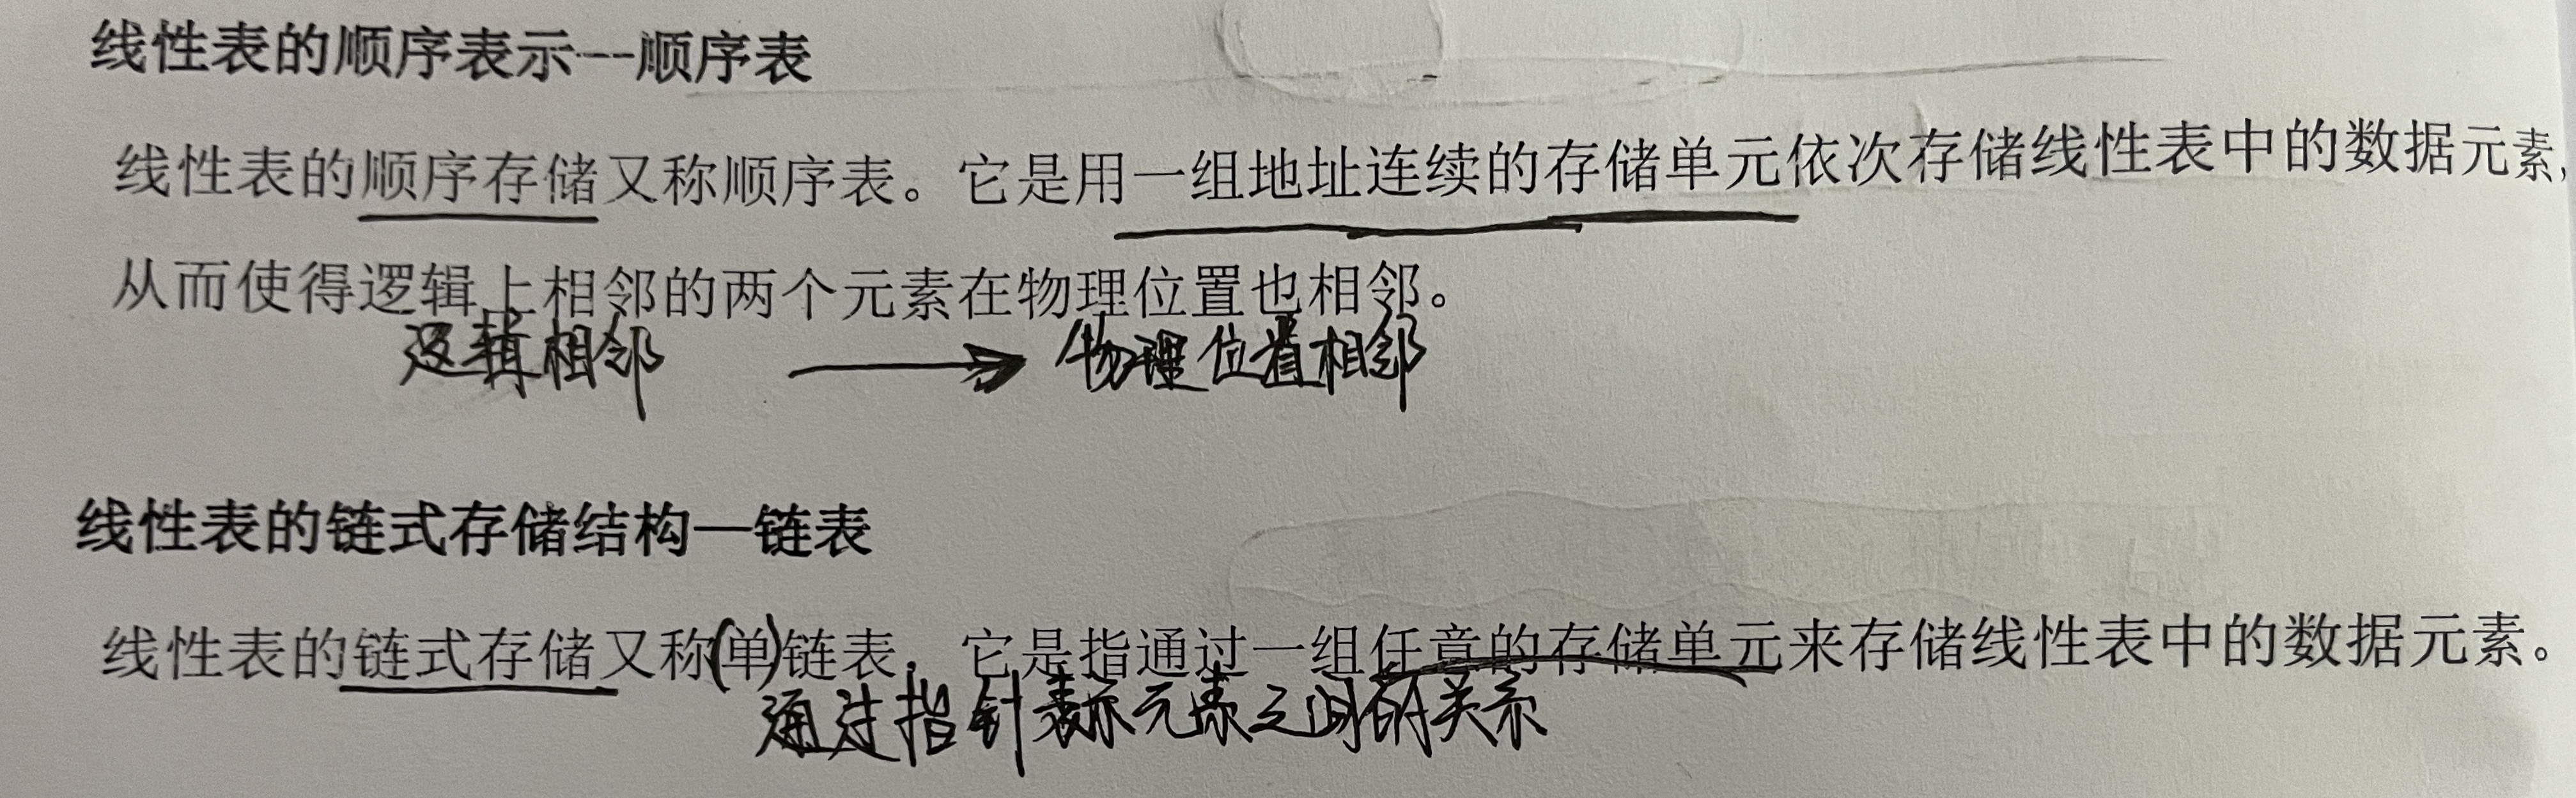 线性表的顺序表示---顺序表
线性表的顺序存储又称顺序表。它是用一组地址连续的存储单元依次存储线性表中的数据元素,
从而使得逻辑上相邻的两个元素在物理位置也相邻。
逻辑相邻 → 物理位置相邻
线性表的链式存储结构—链表
线性表的链式存储又称(单)链表，它是指通过一组任意的存储单元来存储线性表中的数据元素。
通过指针表示元素之间的关系